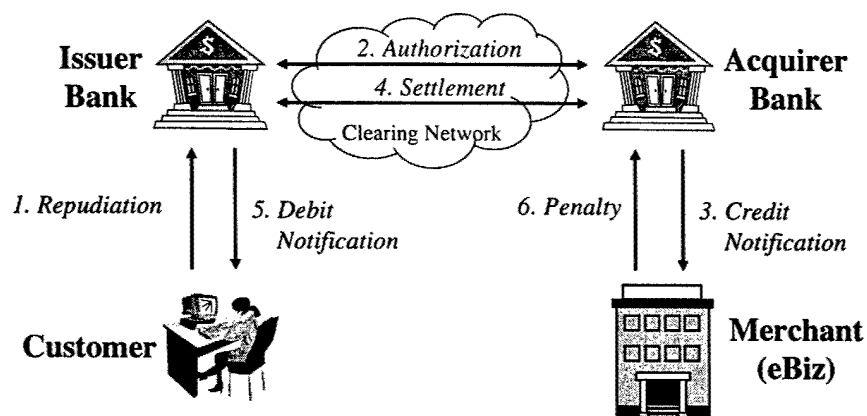 Issuer
Bank
2. Authorization
4. Settlement
Clearing Network
Acquirer
Bank
1. Repudiation
5. Debit
Notification
6. Penalty
3. Credit
Notification
Customer
Merchant
(eBiz)
$
$